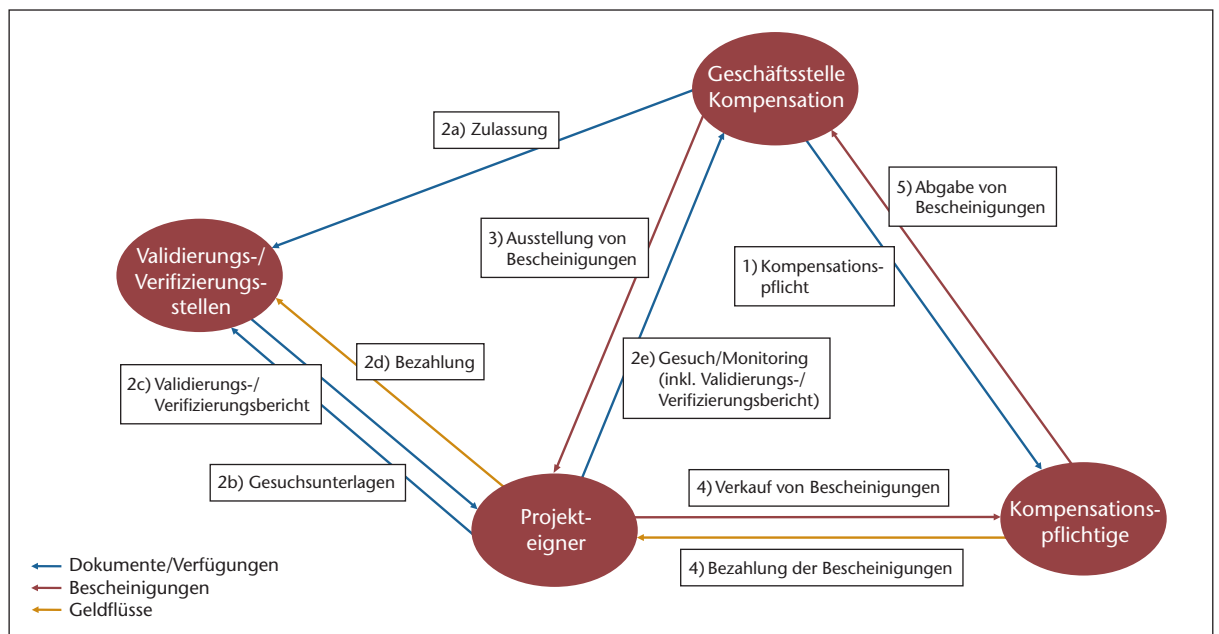 Geschäftsstelle
Kompensation
2a) Zulassung
5) Abgabe von
Bescheinigungen
3) Ausstellung von
Bescheinigungen
Validierungs-/
Verifizierungs-
stellen
1) Kompensations-
pflicht
2d) Bezahlung
2e) Gesuch/Monitoring
(inkl. Validierungs-/
Verifizierungsbericht)
2c) Validierungs-/
Verifizierungsbericht
2b) Gesuchsunterlagen
4) Verkauf von Bescheinigungen
Projekt-
eigner
Kompensations-
pflichtige
4) Bezahlung der Bescheinigungen
Dokumente/Verfügungen
Bescheinigungen
Geldflüsse